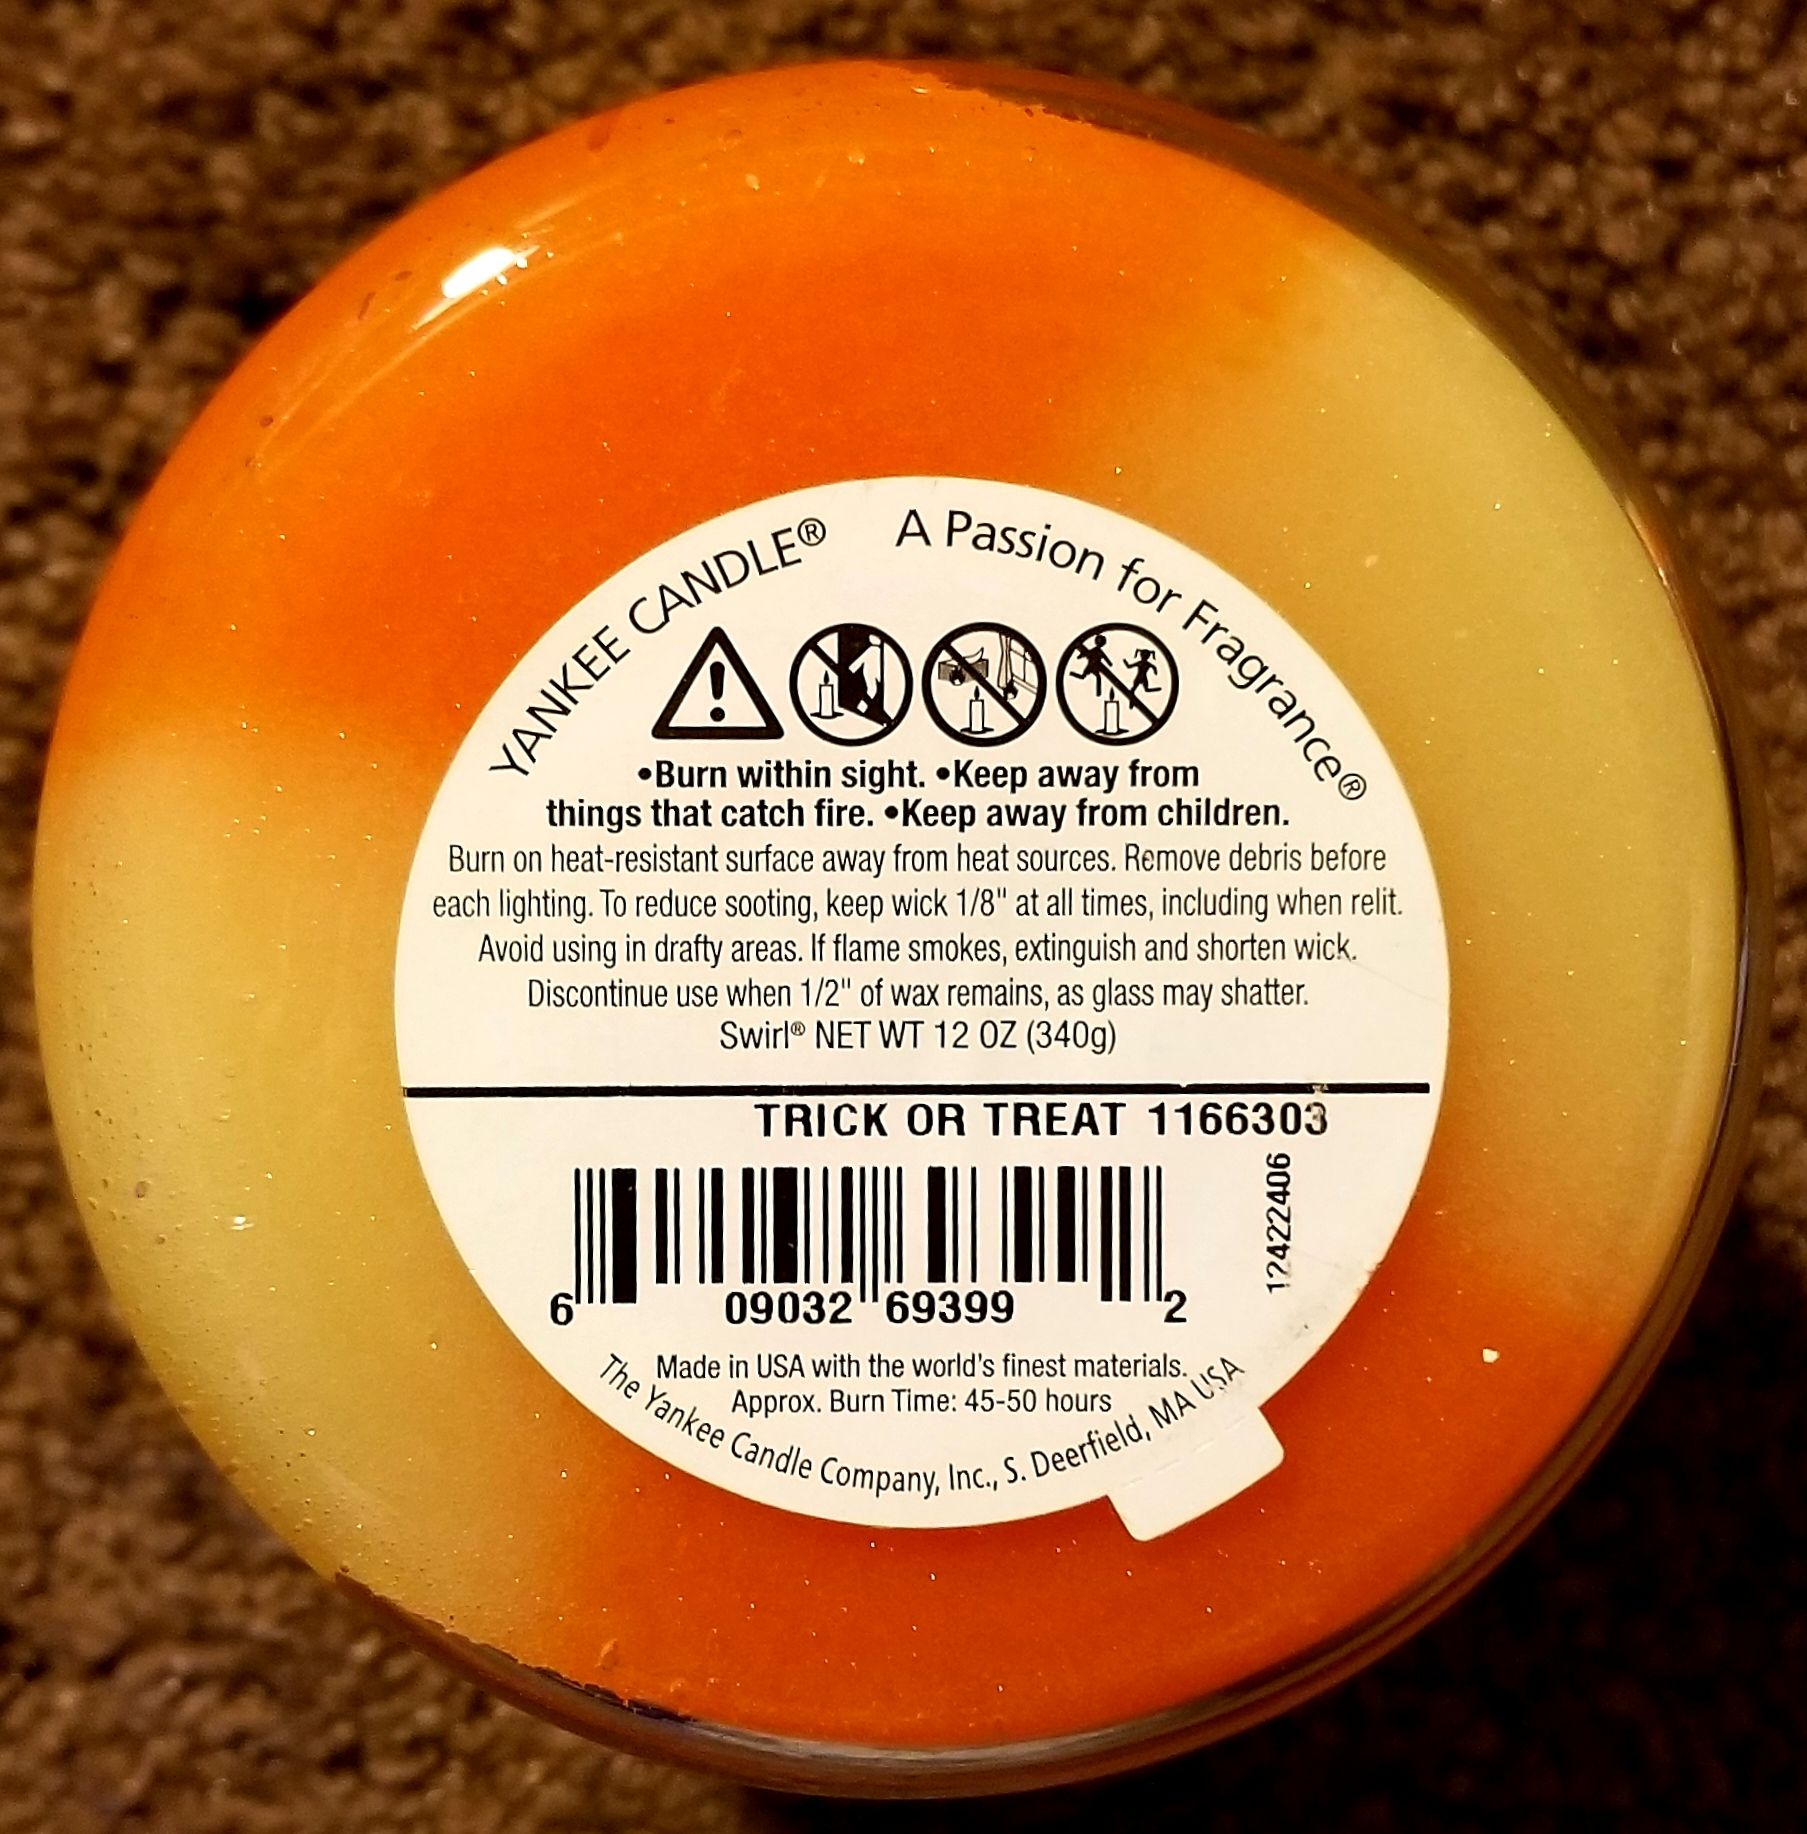 YANKEE CANDLE® A Passion for Fragrance®
•Burn within sight. •Keep away from
things that catch fire. •Keep away from children.
Burn on heat-resistant surface away from heat sources. Remove debris before
each lighting. To reduce sooting, keep wick 1/8" at all times, including when relit.
Avoid using in drafty areas. If flame smokes, extinguish and shorten wick.
Discontinue use when 1/2" of wax remains, as glass may shatter.
Swirl® NET WT 12 OZ (340g)
TRICK OR TREAT 1166303
12422406
6 09032 69399 2
Made in USA with the world's finest materials.
Approx. Burn Time: 45-50 hours
The Yankee Candle Company, Inc., S. Deerfield, MA USA